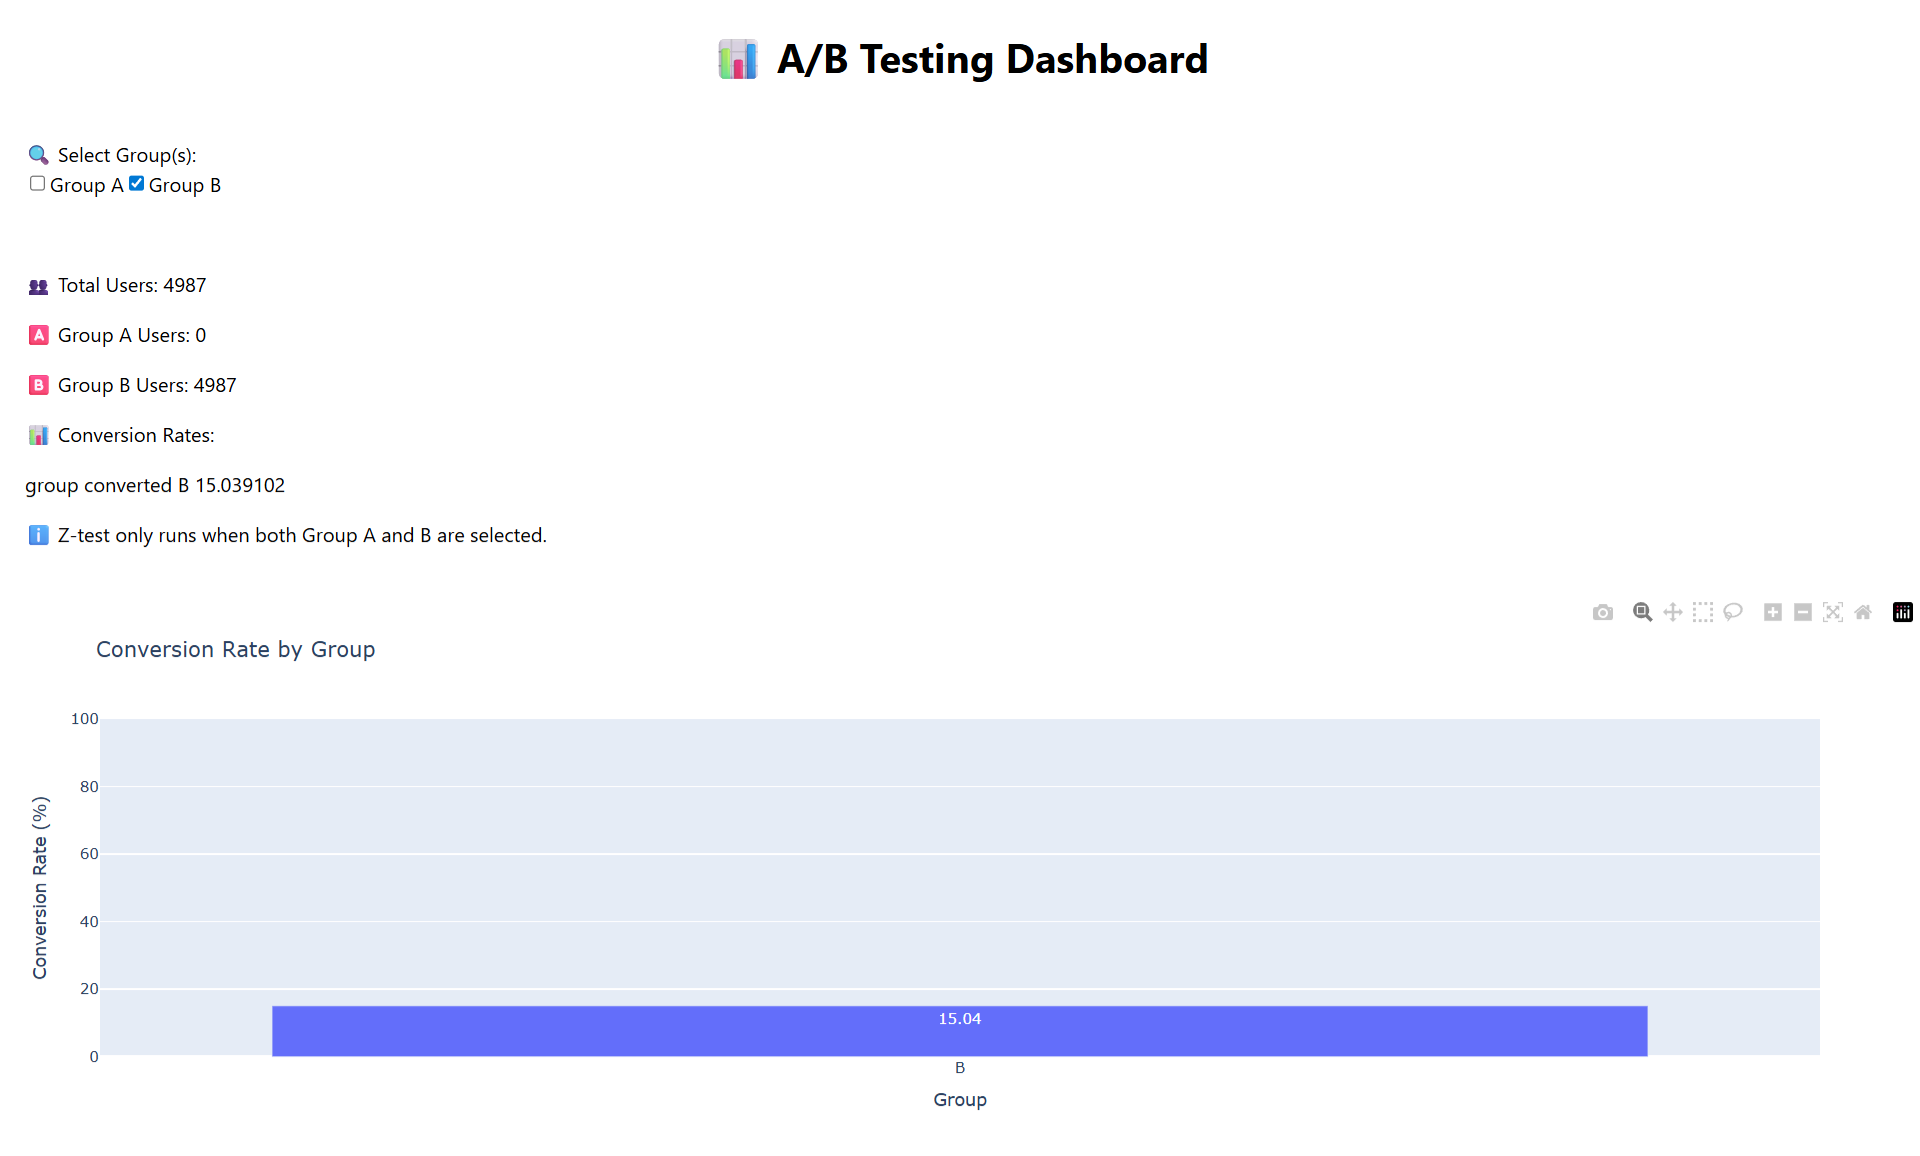 📊 A/B Testing Dashboard
🔍 Select Group(s):
Group A Group B
👥 Total Users: 4987
🅰 Group A Users: 0
🅱 Group B Users: 4987
📊 Conversion Rates:
group converted B 15.039102
ℹ Z-test only runs when both Group A and B are selected.
Conversion Rate by Group
100
80
60
40
20
0
Conversion Rate (%)
15.04
B
Group